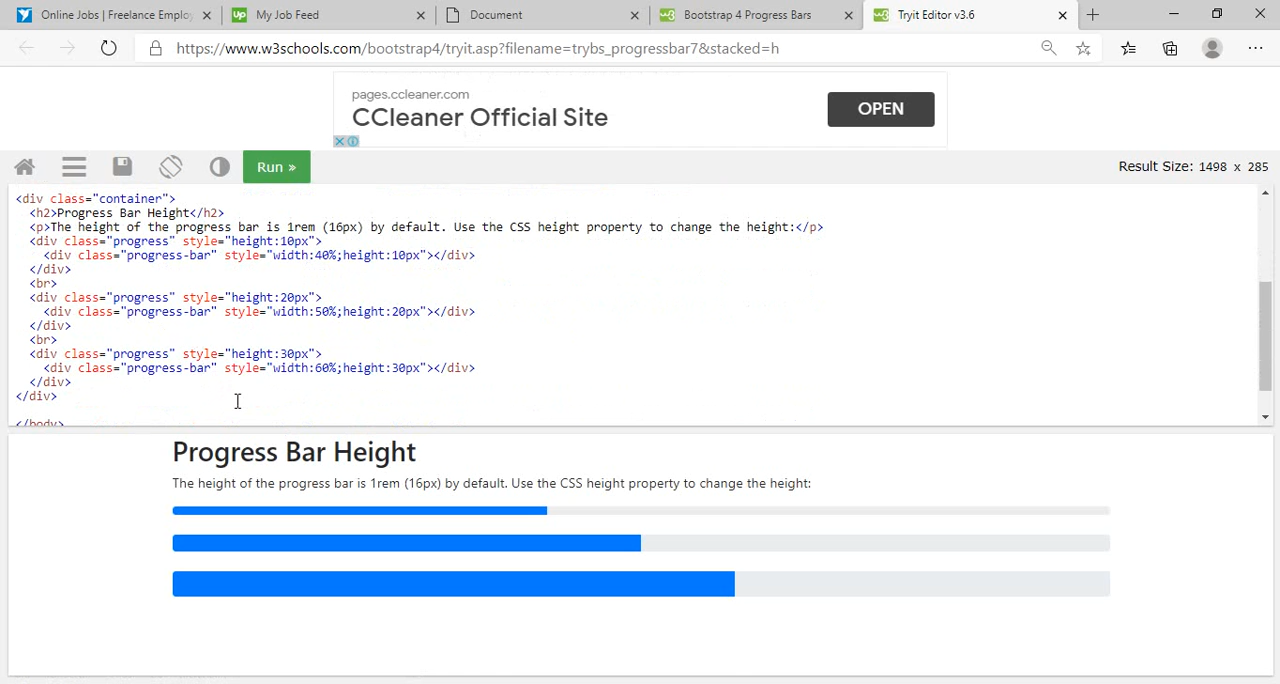 Online Jobs | Freelance Emplo
My Job Feed
Document
Bootstrap 4 Progress Bars
Tryit Editor v3.6
https://www.w3schools.com/bootstrap4/tryit.asp?filename=trybs_progressbar7&stacked=h
pages.ccleaner.com
CCleaner Official Site
OPEN
Run »
Result Size: 1498 x 285
<div class="container">
<h2>Progress Bar Height</h2>
<p>The height of the progress bar is 1rem (16px) by default. Use the CSS height property to change the height:</p>
<div class="progress" style="height:10px">
<div class="progress-bar" style="width:40%;height:10px"></div>
</div>
<br>
<div class="progress" style="height:20px">
<div class="progress-bar" style="width:50%;height:20px"></div>
</div>
<br>
<div class="progress" style="height:30px">
<div class="progress-bar" style="width:60%;height:30px"></div>
</div>
</div>
</body>
Progress Bar Height
The height of the progress bar is 1rem (16px) by default. Use the CSS height property to change the height: